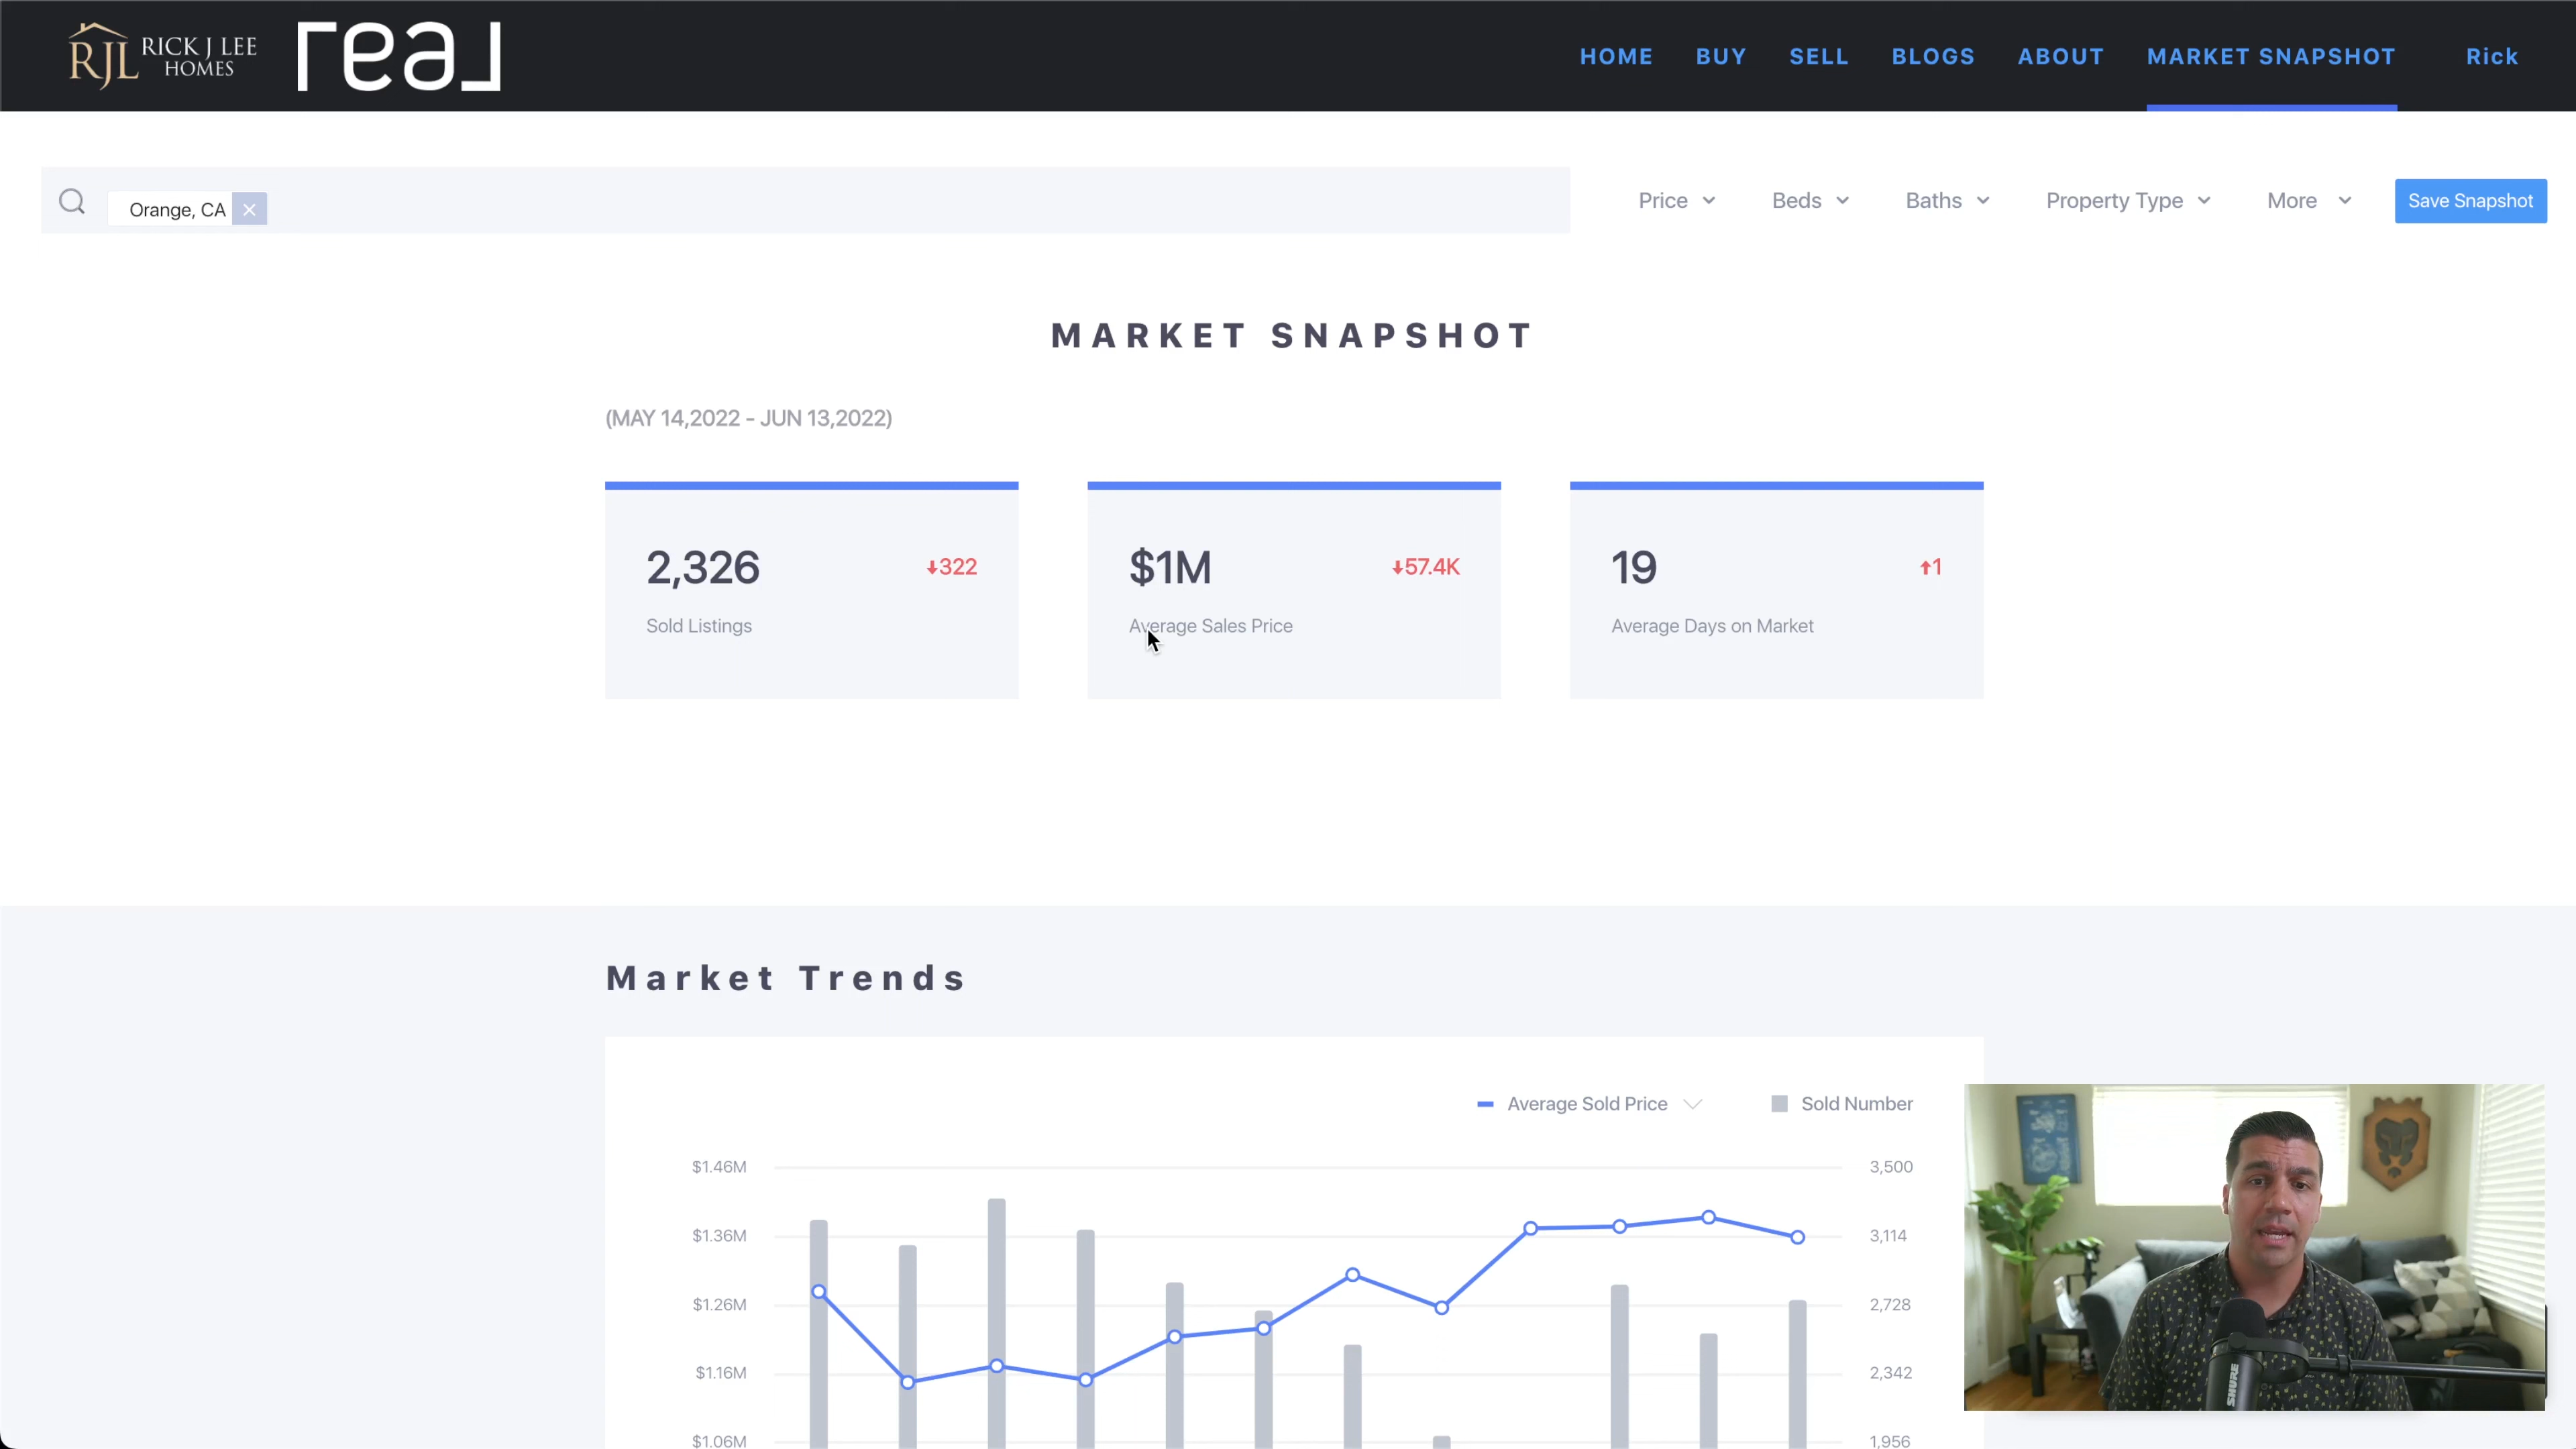 RJL RICK J LEE
HOMES
real
HOME BUY SELL BLOGS ABOUT MARKET SNAPSHOT Rick
Orange, CA
Price Beds Baths Property Type More Save Snapshot
MARKET SNAPSHOT
(MAY 14,2022 - JUN 13,2022)
2,326 322
Sold Listings
$1M 57.4K
Average Sales Price
19 1
Average Days on Market
Market Trends
Average Sold Price Sold Number
$1.46M 3,500
$1.36M 3,114
$1.26M 2,728
$1.16M 2,342
$1.06M 1,956
SHURE